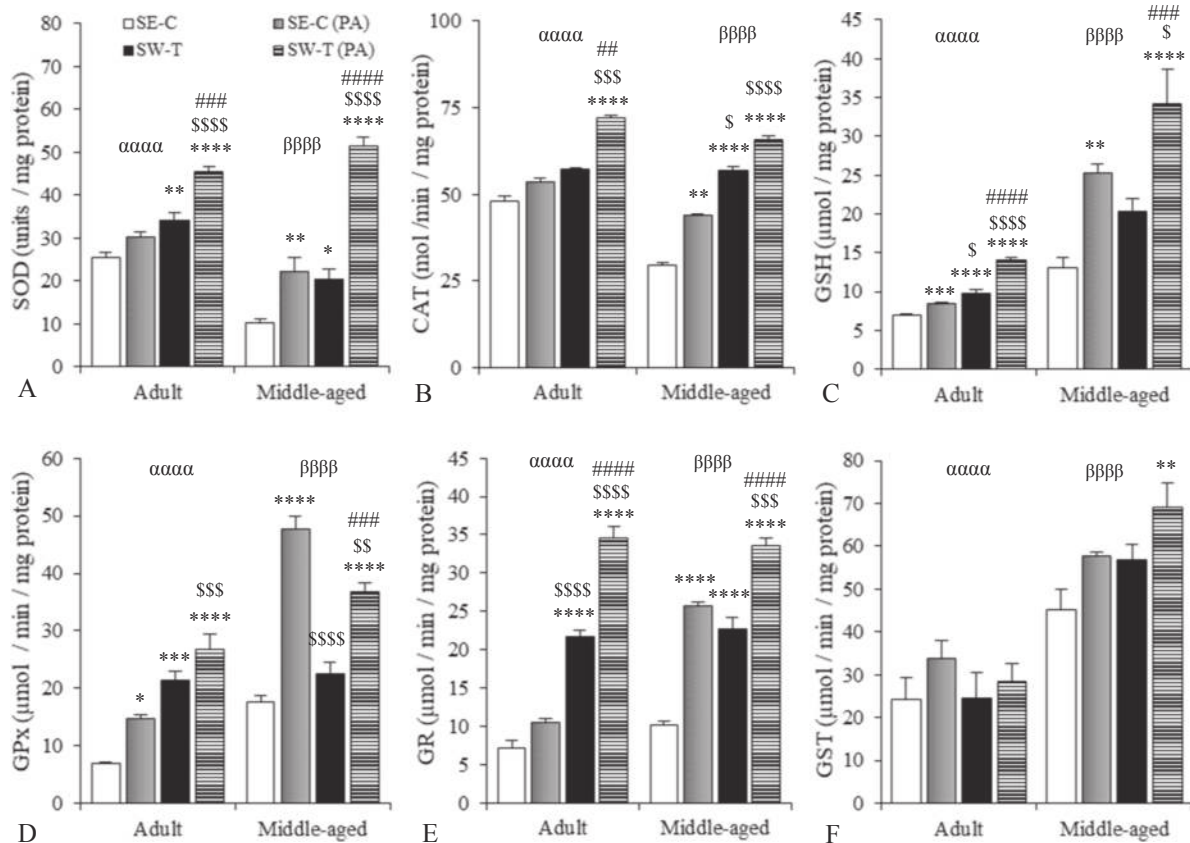 SE-C
SE-C (PA)
SW-T
SW-T (PA)
SOD (units / mg protein)
80
70
60
50
40
30
20
10
0
αααα
**
###
$$$$
****
ββββ
**
*
####
$$$$
****
A
Adult
Middle-aged
CAT (mol /min / mg protein)
100
75
50
25
0
αααα
##
$$$
****
ββββ
**
$
****
$$$$
****
B
Adult
Middle-aged
GSH (µmol / mg protein)
45
40
35
30
25
20
15
10
5
0
αααα
***
$
****
####
$$$$
****
ββββ
**
###
$
****
C
Adult
Middle-aged
GPx (µmol / min / mg protein)
60
50
40
30
20
10
0
αααα
*
***
$$$
****
ββββ
****
$$$$
###
$$
****
D
Adult
Middle-aged
GR (µmol / min / mg protein)
45
40
35
30
25
20
15
10
5
0
αααα
$$$$
****
####
$$$$
****
ββββ
****
****
####
$$$
****
E
Adult
Middle-aged
GST (µmol / min / mg protein)
80
70
60
50
40
30
20
10
0
αααα
ββββ
**
F
Adult
Middle-aged